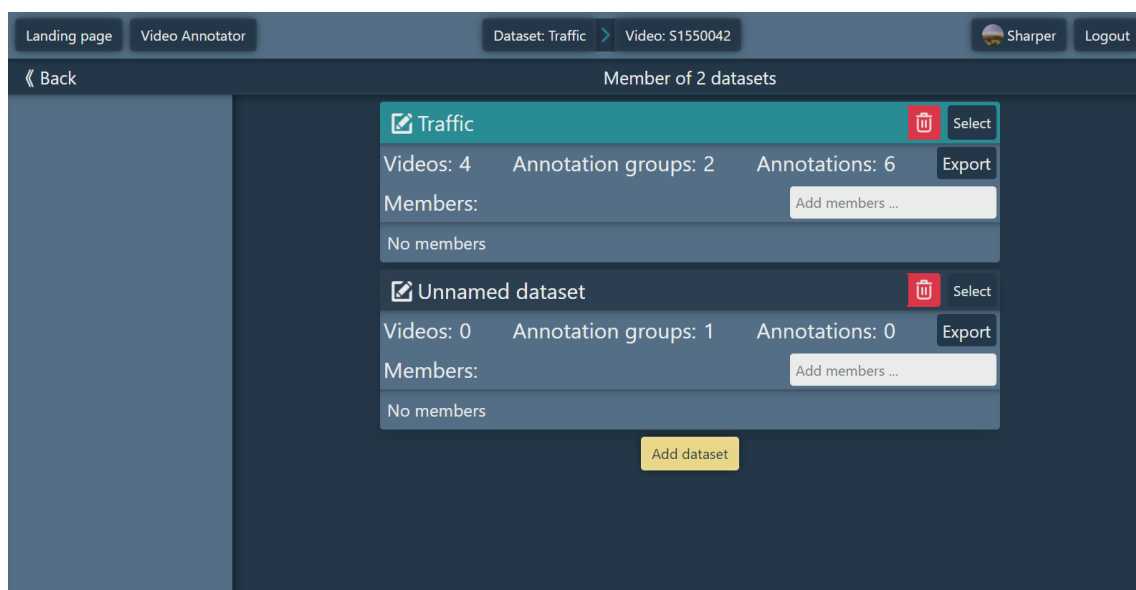 Landing page Video Annotator Dataset: Traffic > Video: S1550042 Sharper Logout
《 Back Member of 2 datasets
Traffic Select
Videos: 4 Annotation groups: 2 Annotations: 6 Export
Members: Add members ...
No members
Unnamed dataset Select
Videos: 0 Annotation groups: 1 Annotations: 0 Export
Members: Add members ...
No members
Add dataset